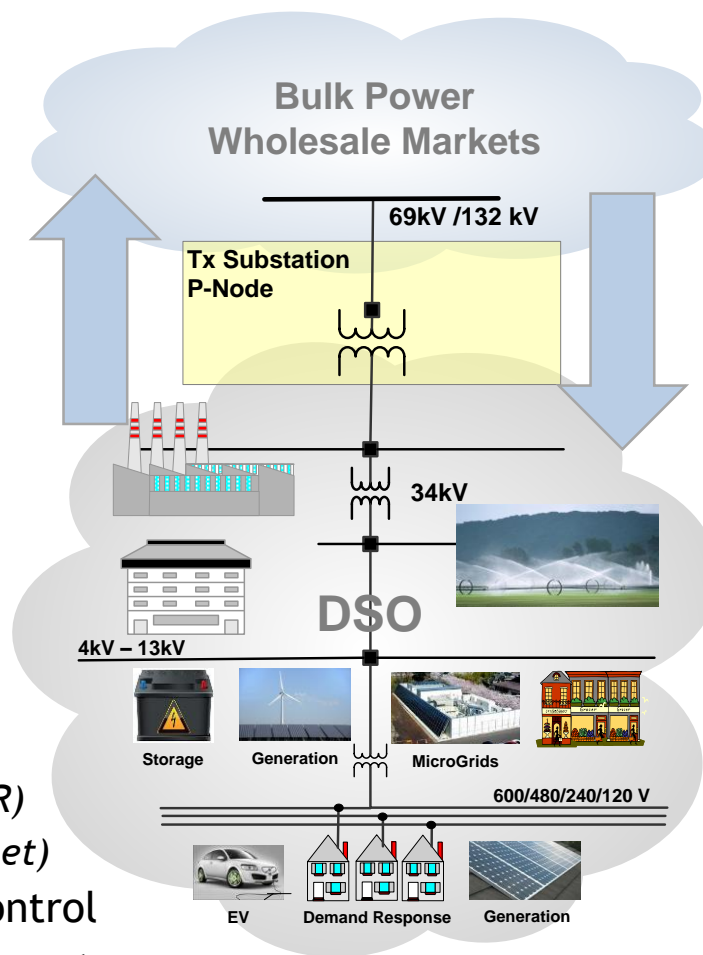 Bulk Power
Wholesale Markets
69kV /132 kV
Tx Substation
P-Node
34kV
DSO
4kV – 13kV
Storage
Generation
MicroGrids
R)
600/480/240/120 V
et)
ontrol
EV
Demand Response
Generation